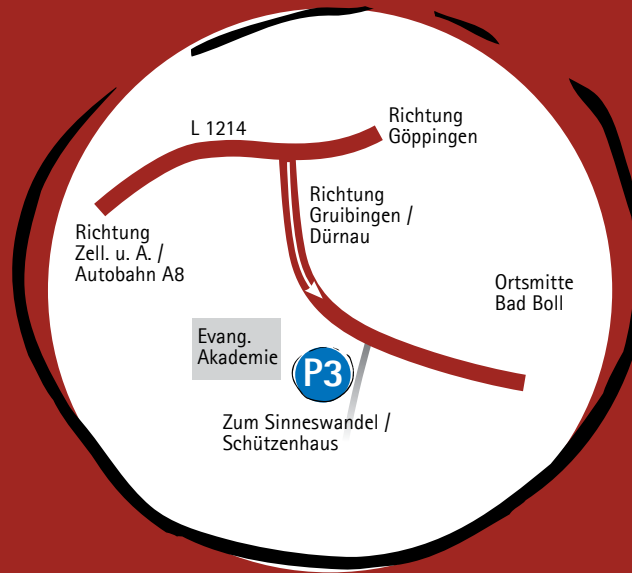 L 1214
Richtung
Göppingen
Richtung
Gruibingen /
Dürnau
Richtung
Zell. u. A. /
Autobahn A8
Ortsmitte
Bad Boll
Evang.
Akademie
P3
Zum Sinneswandel /
Schützenhaus